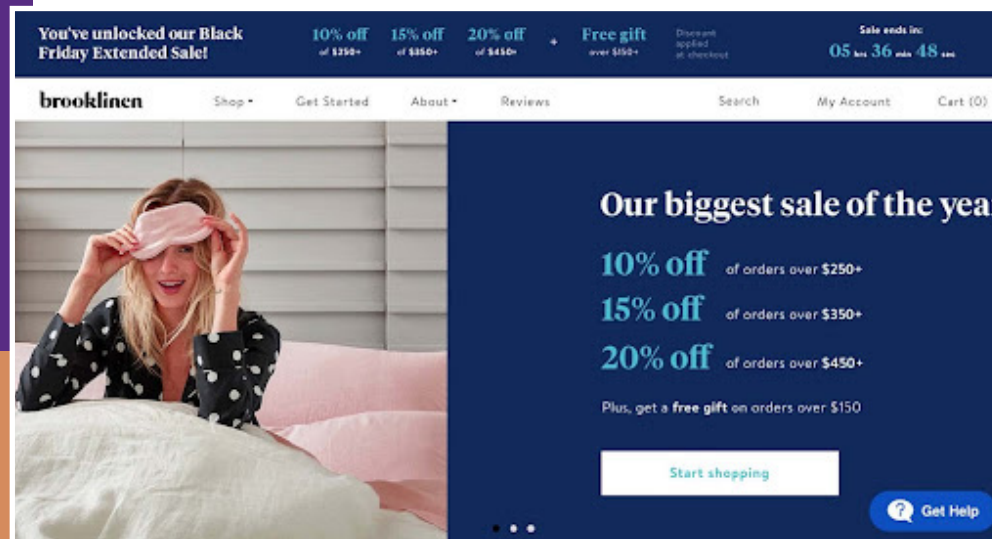 You've unlocked our Black
Friday Extended Sale!
10% off
of $250+
15% off
of $350+
20% off
of $450+
+
Free gift
over $150+
Discount
applied
at checkout
Sale ends in:
05 hrs 36 min 48 sec
brooklinen
Shop
Get Started
About
Reviews
Search
My Account
Cart (0)
Our biggest sale of the yea
10% off of orders over $250+
15% off of orders over $350+
20% off of orders over $450+
Plus, get a free gift on orders over $150
Start shopping
? Get Help